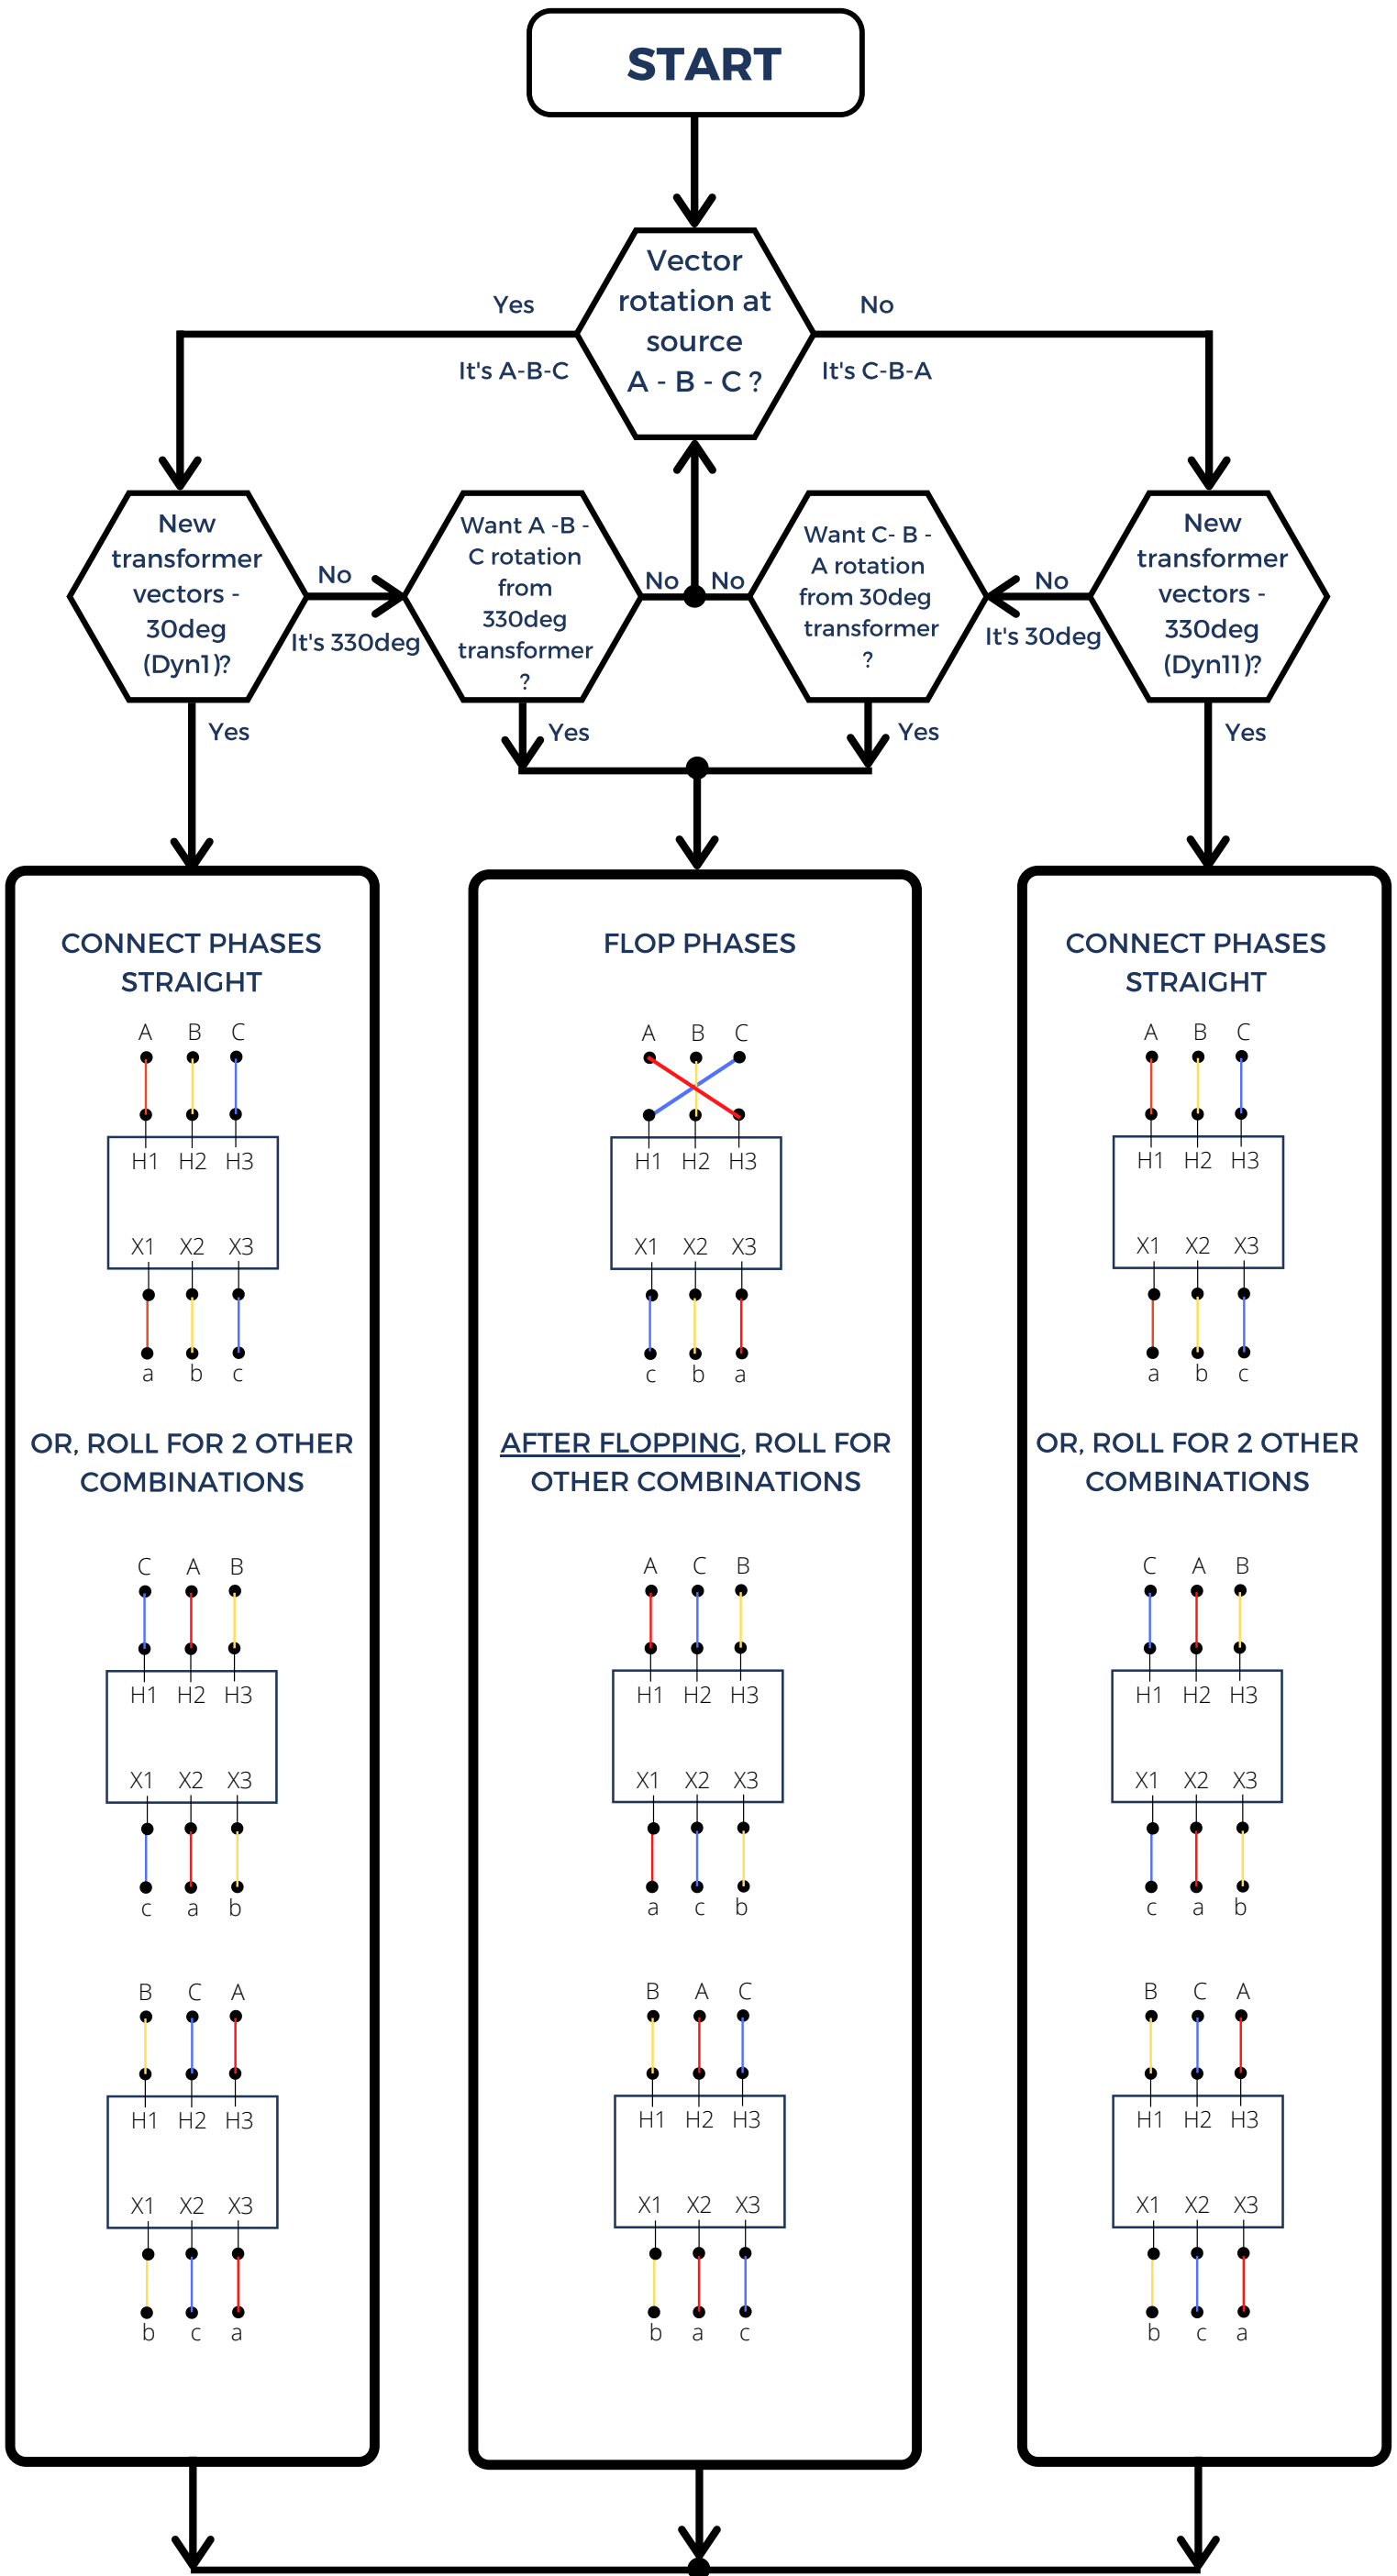 START
Vector
rotation at
source
A - B - C ?
Yes
It's A-B-C
No
It's C-B-A
New
transformer
vectors -
30deg
(Dyn1)?
No
It's 330deg
Want A -B -
C rotation
from
330deg
transformer
?
No
No
Want C- B -
A rotation
from 30deg
transformer
?
No
It's 30deg
New
transformer
vectors -
330deg
(Dyn11)?
Yes
Yes
Yes
Yes
CONNECT PHASES
STRAIGHT
A B C
H1 H2 H3
X1 X2 X3
a b c
OR, ROLL FOR 2 OTHER
COMBINATIONS
C A B
H1 H2 H3
X1 X2 X3
c a b
B C A
H1 H2 H3
X1 X2 X3
b c a
FLOP PHASES
A B C
H1 H2 H3
X1 X2 X3
c b a
AFTER FLOPPING, ROLL FOR
OTHER COMBINATIONS
A C B
H1 H2 H3
X1 X2 X3
a c b
B A C
H1 H2 H3
X1 X2 X3
b a c
CONNECT PHASES
STRAIGHT
A B C
H1 H2 H3
X1 X2 X3
a b c
OR, ROLL FOR 2 OTHER
COMBINATIONS
C A B
H1 H2 H3
X1 X2 X3
c a b
B C A
H1 H2 H3
X1 X2 X3
b c a